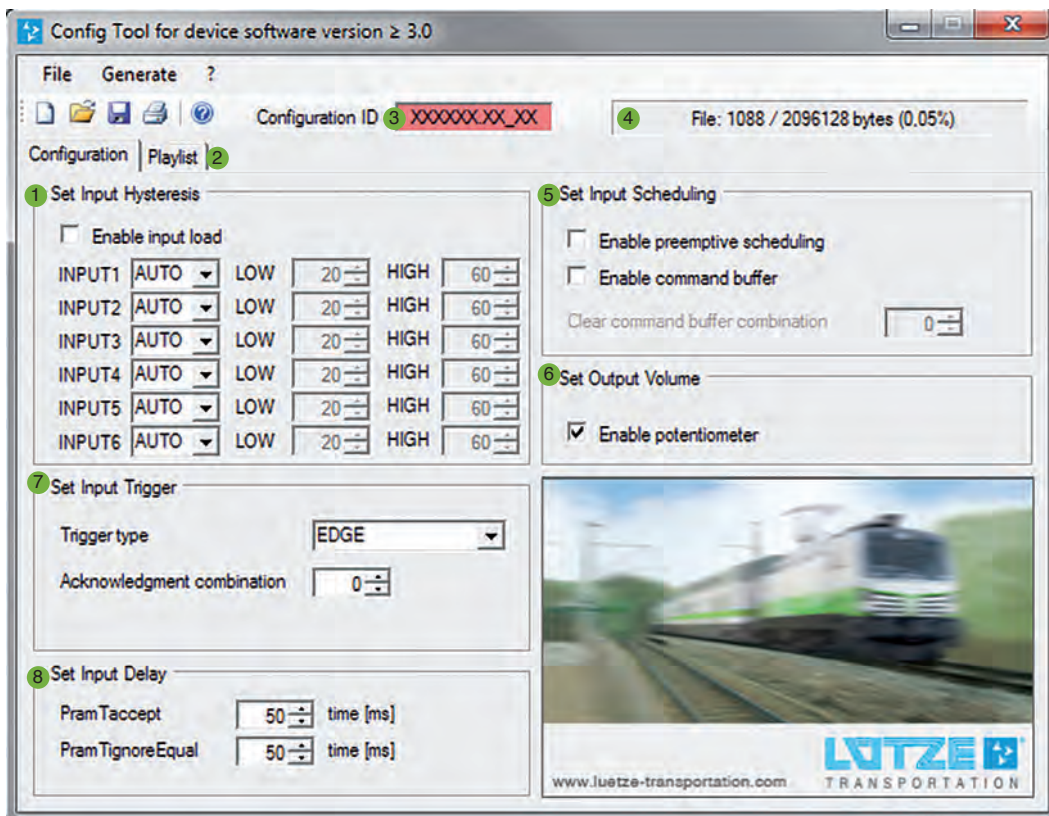 Config Tool for device software version ≥ 3.0
File Generate ?
Configuration ID 3 XXXXXX.XX_XX
4 File: 1088 / 2096128 bytes (0.05%)
Configuration Playlist 2
1 Set Input Hysteresis
Enable input load
INPUT1 AUTO LOW 20 HIGH 60
INPUT2 AUTO LOW 20 HIGH 60
INPUT3 AUTO LOW 20 HIGH 60
INPUT4 AUTO LOW 20 HIGH 60
INPUT5 AUTO LOW 20 HIGH 60
INPUT6 AUTO LOW 20 HIGH 60
5 Set Input Scheduling
Enable preemptive scheduling
Enable command buffer
Clear command buffer combination 0
6 Set Output Volume
Enable potentiometer
7 Set Input Trigger
Trigger type EDGE
Acknowledgment combination 0
8 Set Input Delay
PramTaccept 50 time [ms]
PramTignoreEqual 50 time [ms]
www.luetze-transportation.com
LÜTZE
TRANSPORTATION